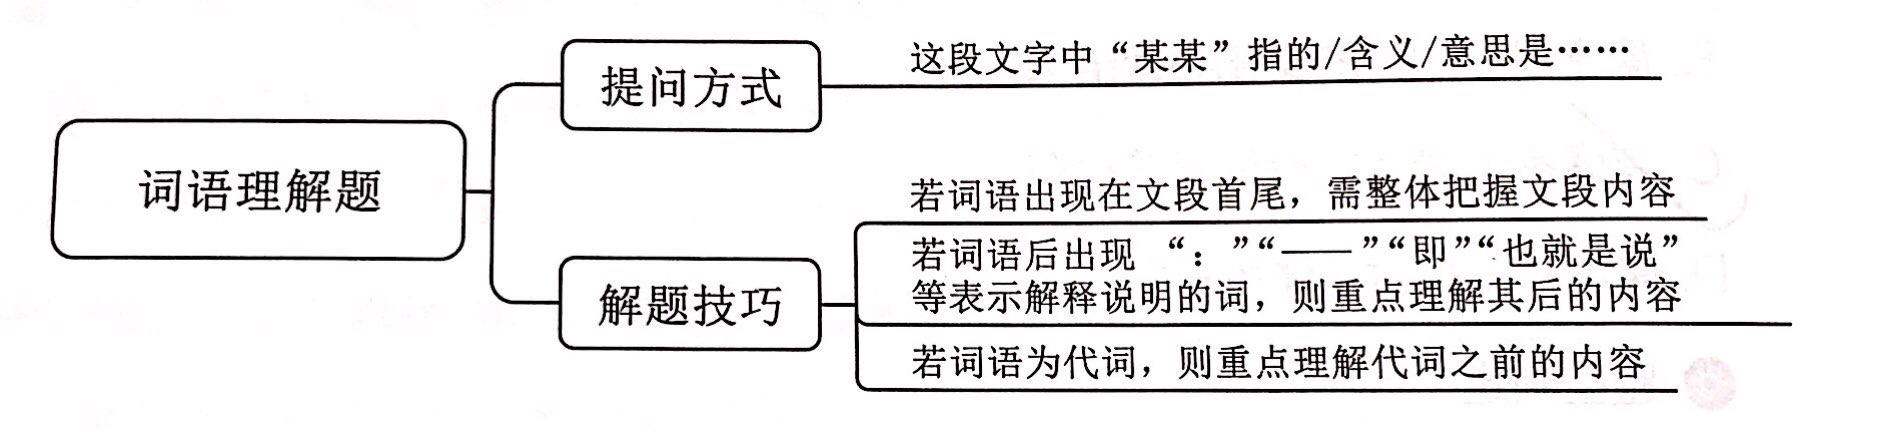 词语理解题
提问方式
这段文字中“某某”指的/含义/意思是……
解题技巧
若词语出现在文段首尾，需整体把握文段内容
若词语后出现 “：”“——”“即”“也就是说”
等表示解释说明的词，则重点理解其后的内容
若词语为代词，则重点理解代词之前的内容